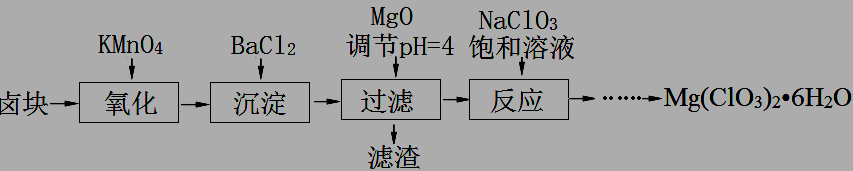 MgO
NaClO3
KMnO4
BaCl2
调节pH=4
饱和溶液
卤块
氧化
沉淀
过滤
反应
Mg(ClO3)2•6H2O
滤渣